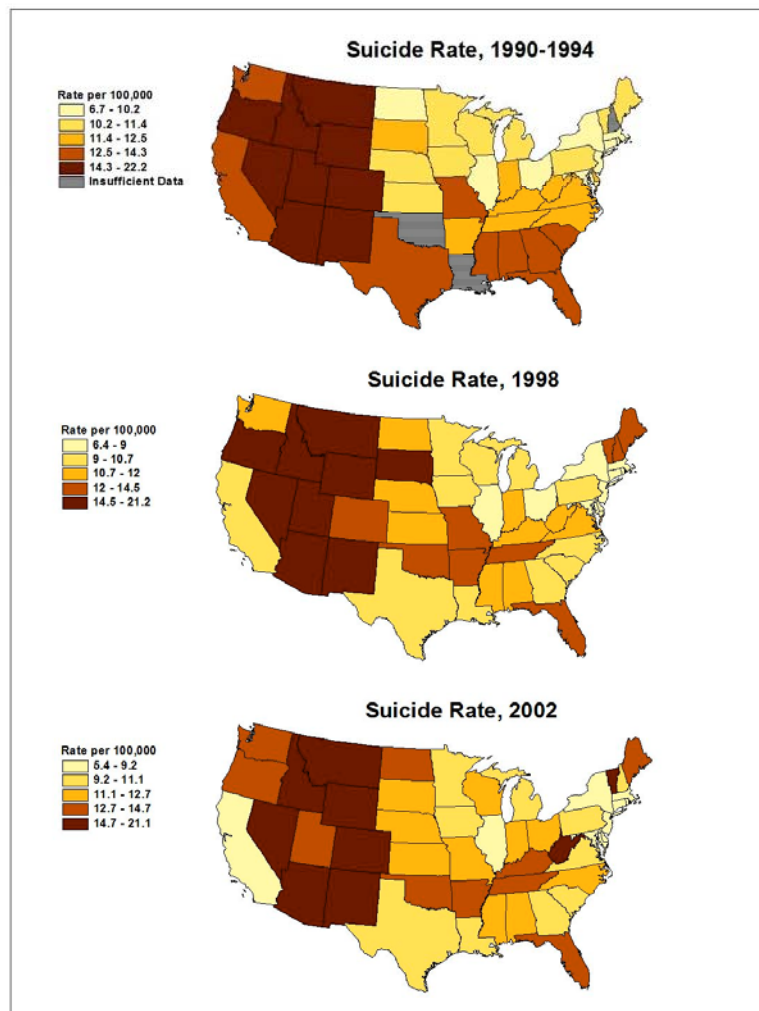 Suicide Rate, 1990-1994
Rate per 100,000
6.7 - 10.2
10.2 - 11.4
11.4 - 12.5
12.5 - 14.3
14.3 - 22.2
Insufficient Data
Suicide Rate, 1998
Rate per 100,000
6.4 - 9
9 - 10.7
10.7 - 12
12 - 14.5
14.5 - 21.2
Suicide Rate, 2002
Rate per 100,000
5.4 - 9.2
9.2 - 11.1
11.1 - 12.7
12.7 - 14.7
14.7 - 21.1